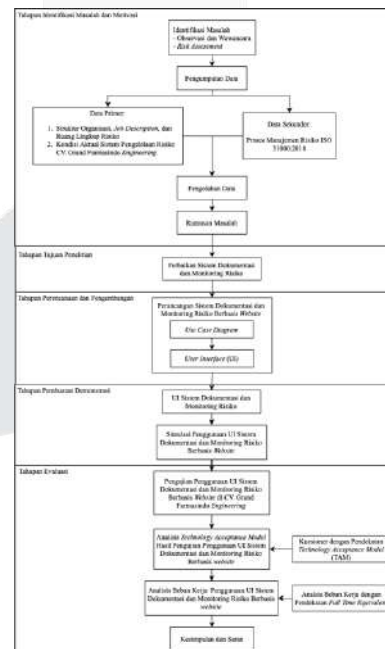 Tahapan Identifikasi Masalah dan Motivasi
Identifikasi Masalah
- Observasi dan Wawancara
- Risk Assessment
Pengumpulan Data
Data Primer
1. Struktur Organisasi, Job Description, dan
Ruang Lingkup Risiko
2. Kondisi Aktual Sistem Pengelolaan Risiko
CV. Grand Farmasindo Engineering
Data Sekunder
Proses Manajemen Risiko ISO
31000:2018
Pengolahan Data
Rumusan Masalah
Tahapan Tujuan Penelitian
Perbaikan Sistem Dokumentasi
dan Monitoring Risiko
Tahapan Perancangan dan Pengembangan
Perancangan Sistem Dokumentasi dan
Monitoring Risiko Berbasis Website
Use Case Diagram
User Interface (UI)
Tahapan Pembuatan Demonstrasi
UI Sistem Dokumentasi dan
Monitoring Risiko
Simulasi Penggunaan UI Sistem
Dokumentasi dan Monitoring Risiko
Berbasis Website
Tahapan Evaluasi
Pengujian Penggunaan UI Sistem
Dokumentasi dan Monitoring Risiko
Berbasis Website di CV. Grand
Farmasindo Engineering
Analisis Technology Acceptance Model
Hasil Pengujian Penggunaan UI Sistem
Dokumentasi dan Monitoring Risiko
Berbasis website
Kuesioner dengan Pendekatan
Technology Acceptance Model
(TAM)
Analisis Beban Kerja Penggunaan UI Sistem
Dokumentasi dan Monitoring Risiko Berbasis
website
Analisis Beban Kerja dengan
Pendekatan Full Time Equivalent
Kesimpulan dan Saran